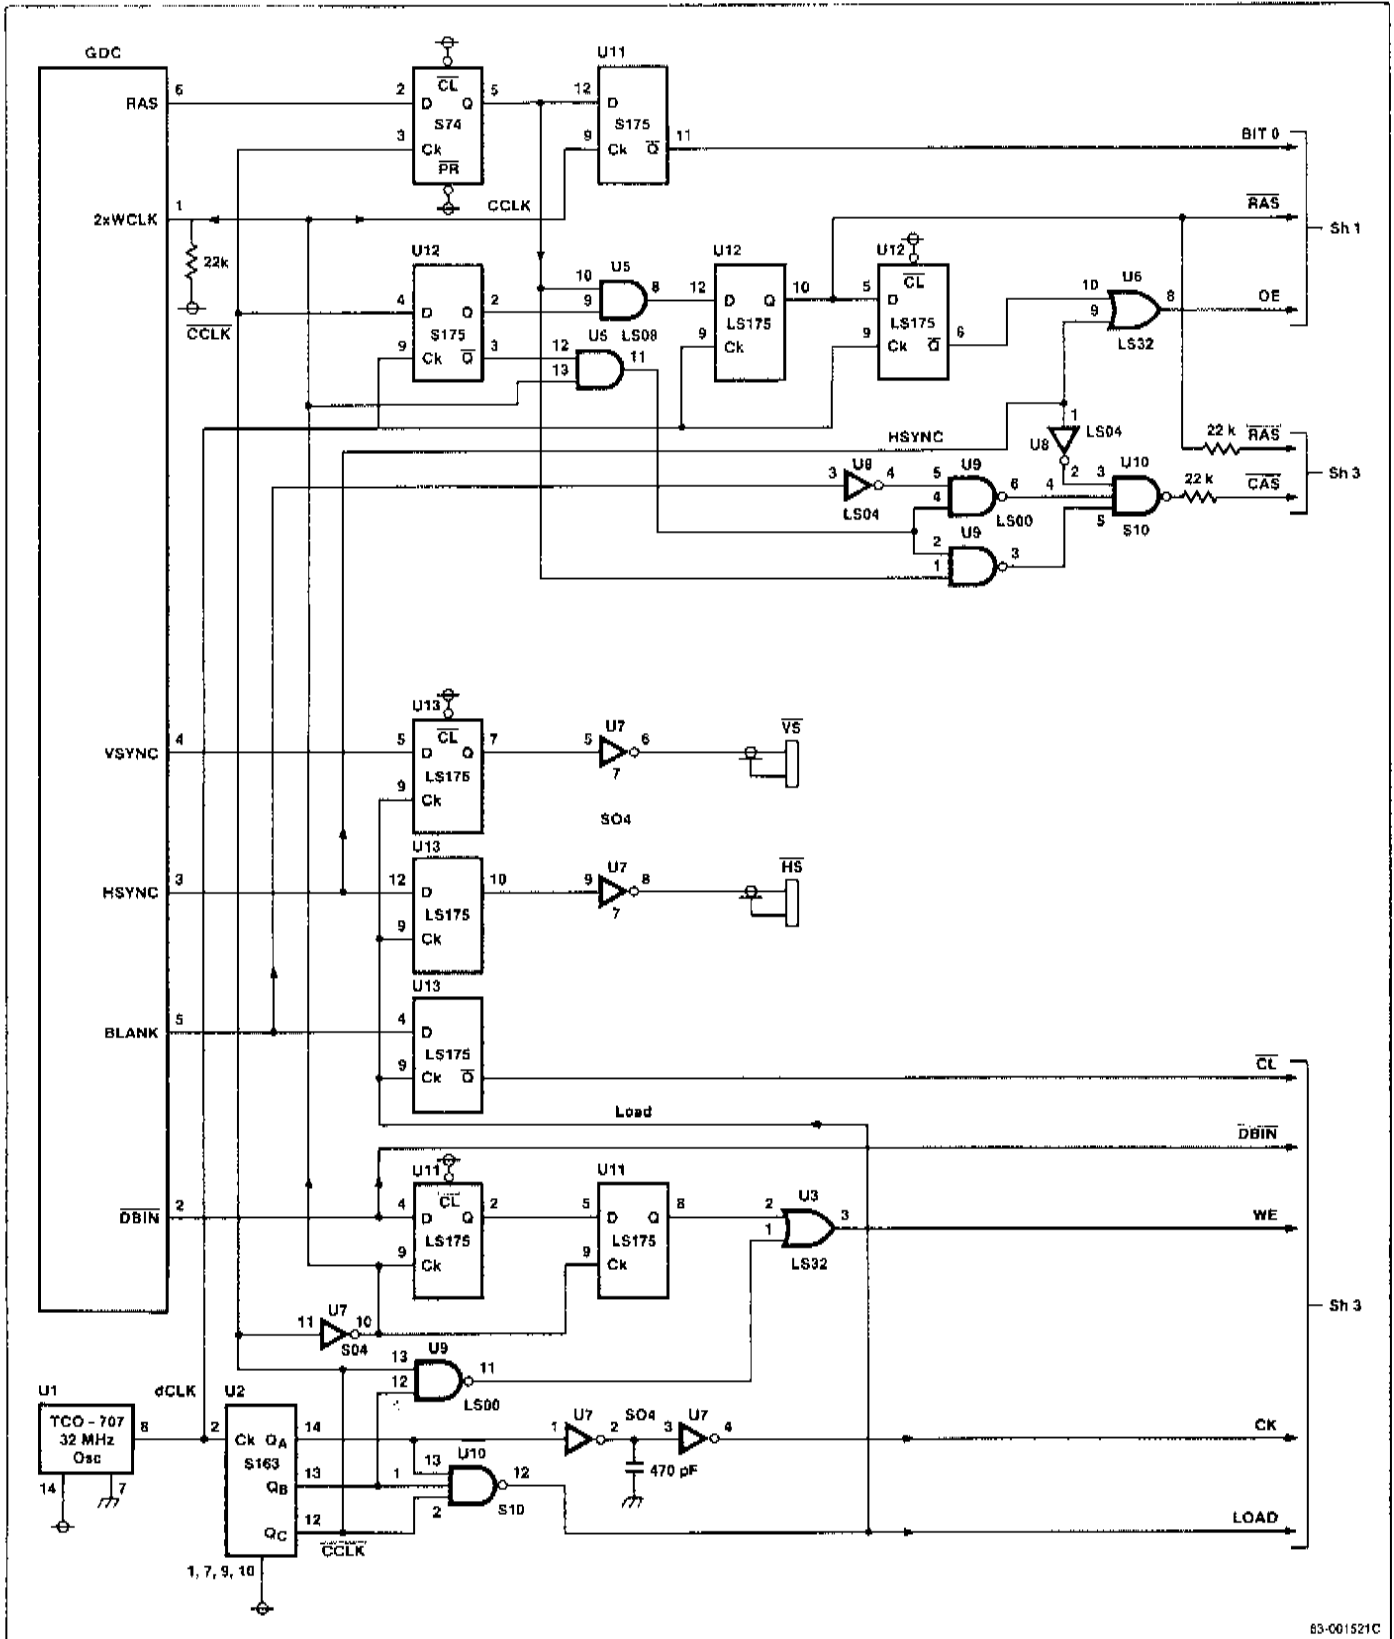 GDC
RAS 6
2 D CL Q 5
S74
3 Ck
PR
U11
12 D
S175
9 Ck Q 11
BIT 0
2xWCLK 1
CCLK
RAS
Sh 1
22k
CCLK
U12
4 D Q 2
S175
9 Ck Q 3
U5
10 8
9
LS08
U5
12 11
13
U12
12 D Q 10
LS175
9 Ck
U12
CL
5 D
LS175
9 Ck Q 6
U6
10 8
9
LS32
OE
HSYNC
1
U8 LS04
2
22 k RAS
U8
3 4
LS04
U9
5 6
4
LS00
U10
3
4
5
S10
22 k CAS
Sh 3
U9
2 3
1
VSYNC 4
U13
CL
5 D Q 7
LS175
9 Ck
U7
5 6
7
VS
SO4
HSYNC 3
U13
12 D 10
LS175
9 Ck
U7
9 8
7
HS
BLANK 5
U13
4 D
LS175
9 Ck Q
CL
Load
DBIN
DBIN 2
U11
CL
4 D Q 2
LS175
9 Ck
U11
5 D Q 8
LS175
9 Ck
U3
2 3
1
LS32
WE
Sh 3
U7
11 10
S04
U9
13 11
12
LS00
U1
TCO - 707
32 MHz
Osc
8
14 7
dCLK
U2
2 Ck QA 14
S163
QB 13
QC 12
CCLK
1, 7, 9, 10
U10
13
1 12
2
S10
U7
1 2
SO4
U7
3 4
470 pF
CK
LOAD
83-001521C